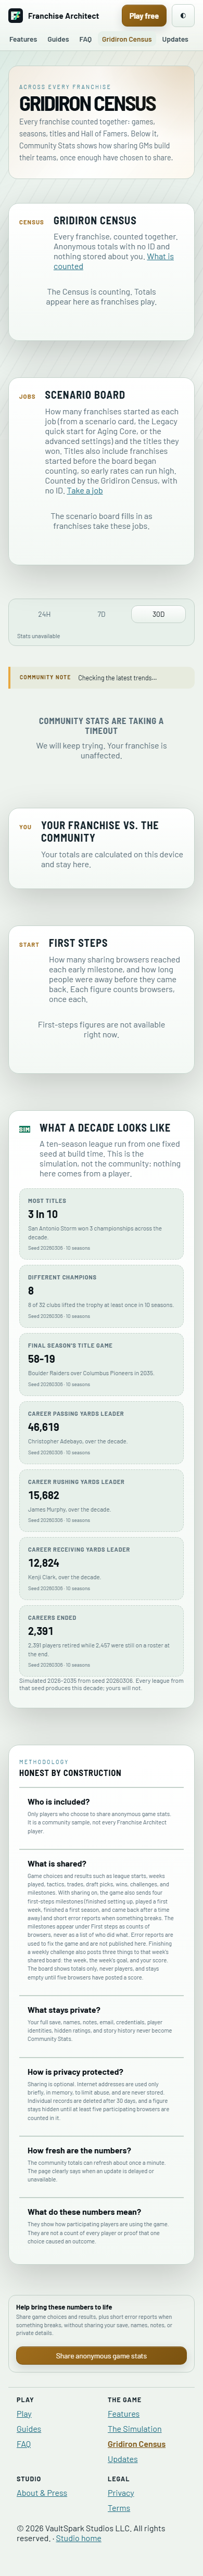 Franchise Architect
Play free
Features
Guides
FAQ
Gridiron Census
Updates
ACROSS EVERY FRANCHISE
GRIDIRON CENSUS
Every franchise counted together: games,
seasons, titles and Hall of Famers. Below it,
Community Stats shows how sharing GMs build
their teams, once enough have chosen to share.
CENSUS
GRIDIRON CENSUS
Every franchise, counted together.
Anonymous totals with no ID and
nothing stored about you. What is
counted
The Census is counting. Totals
appear here as franchises play.
JOBS
SCENARIO BOARD
How many franchises started as each
job (from a scenario card, the Legacy
quick start for Aging Core, or the
advanced settings) and the titles they
won. Titles also include franchises
started before the board began
counting, so early rates can run high.
Counted by the Gridiron Census, with
no ID. Take a job
The scenario board fills in as
franchises take these jobs.
24H
7D
30D
Stats unavailable
COMMUNITY NOTE
Checking the latest trends...
COMMUNITY STATS ARE TAKING A
TIMEOUT
We will keep trying. Your franchise is
unaffected.
YOU
YOUR FRANCHISE VS. THE
COMMUNITY
Your totals are calculated on this device
and stay here.
START
FIRST STEPS
How many sharing browsers reached
each early milestone, and how long
people were away before they came
back. Each figure counts browsers,
once each.
First-steps figures are not available
right now.
SIM
WHAT A DECADE LOOKS LIKE
A ten-season league run from one fixed
seed at build time. This is the
simulation, not the community: nothing
here comes from a player.
MOST TITLES
3 in 10
San Antonio Storm won 3 championships across the
decade.
Seed 20260306 · 10 seasons
DIFFERENT CHAMPIONS
8
8 of 32 clubs lifted the trophy at least once in 10 seasons.
Seed 20260306 · 10 seasons
FINAL SEASON'S TITLE GAME
58-19
Boulder Raiders over Columbus Pioneers in 2035.
Seed 20260306 · 10 seasons
CAREER PASSING YARDS LEADER
46,619
Christopher Adebayo, over the decade.
Seed 20260306 · 10 seasons
CAREER RUSHING YARDS LEADER
15,682
James Murphy, over the decade.
Seed 20260306 · 10 seasons
CAREER RECEIVING YARDS LEADER
12,824
Kenji Clark, over the decade.
Seed 20260306 · 10 seasons
CAREERS ENDED
2,391
2,391 players retired while 2,457 were still on a roster at
the end.
Seed 20260306 · 10 seasons
Simulated 2026-2035 from seed 20260306. Every league from
that seed produces this decade; yours will not.
METHODOLOGY
HONEST BY CONSTRUCTION
Who is included?
Only players who choose to share anonymous game stats.
It is a community sample, not every Franchise Architect
player.
What is shared?
Game choices and results such as league starts, weeks
played, tactics, trades, draft picks, wins, challenges, and
milestones. With sharing on, the game also sends four
first-steps milestones (finished setting up, played a first
week, finished a first season, and came back after a time
away) and short error reports when something breaks. The
milestones appear under First steps as counts of
browsers, never as a list of who did what. Error reports are
used to fix the game and are not published here. Finishing
a weekly challenge also posts three things to that week's
shared board: the week, the week's goal, and your score.
The board shows totals only, never players, and stays
empty until five browsers have posted a score.
What stays private?
Your full save, names, notes, email, credentials, player
identities, hidden ratings, and story history never become
Community Stats.
How is privacy protected?
Sharing is optional. Internet addresses are used only
briefly, in memory, to limit abuse, and are never stored.
Individual records are deleted after 30 days, and a figure
stays hidden until at least five participating browsers are
counted in it.
How fresh are the numbers?
The community totals can refresh about once a minute.
The page clearly says when an update is delayed or
unavailable.
What do these numbers mean?
They show how participating players are using the game.
They are not a count of every player or proof that one
choice caused an outcome.
Help bring these numbers to life
Share game choices and results, plus short error reports when
something breaks, without sharing your save, names, notes, or
private details.
Share anonymous game stats
PLAY
Play
Guides
FAQ
THE GAME
Features
The Simulation
Gridiron Census
Updates
STUDIO
About & Press
LEGAL
Privacy
Terms
© 2026 VaultSpark Studios LLC. All rights
reserved. · Studio home